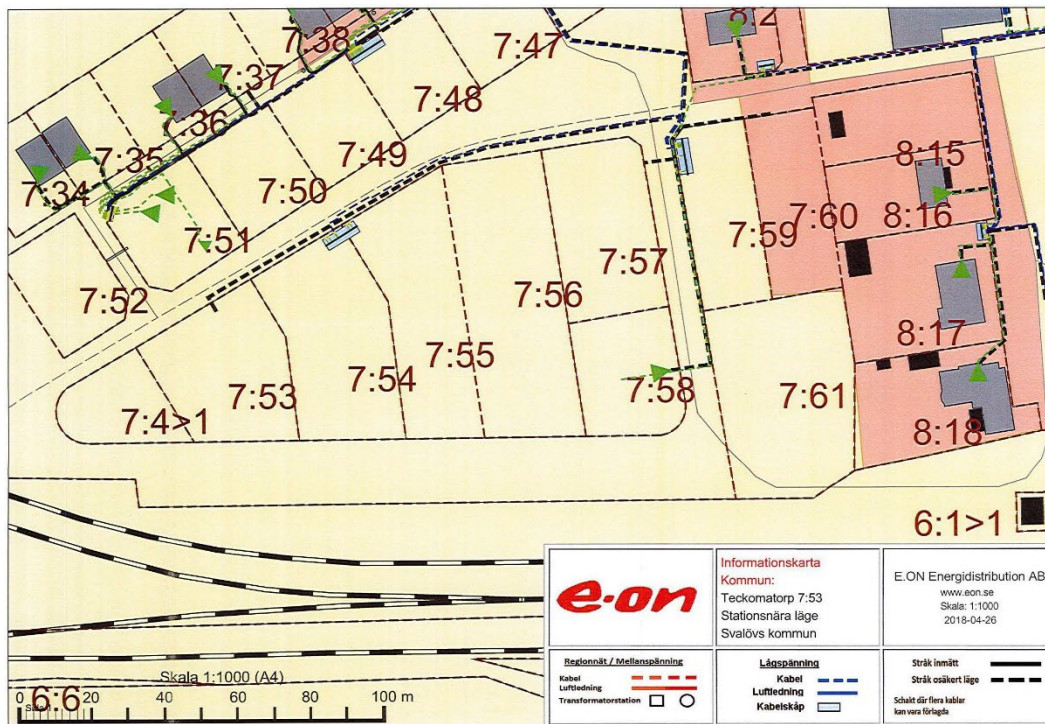 7:38
8:2
7:47
7:37
7:48
7:36
7:35
7:49
8:15
7:34
7:50
7:60
8:16
7:51
7:59
7:57
7:52
7:56
8:17
7:55
7:54
7:58
7:61
7:53
7:4>1
8:18
6:1>1
6:6
Skala 1:1000 (A4)
0 20 40 60 80 100 m
e·on
Informationskarta
Kommun:
Teckomatorp 7:53
Stationsnära läge
Svalövs kommun
E.ON Energidistribution AB
www.eon.se
Skala: 1:1000
2018-04-26
Regionnät / Mellanspänning
Kabel
Luftledning
Transformatorstation
Lågspänning
Kabel
Luftledning
Kabelskåp
Stråk inmätt
Stråk osäkert läge
Schakt där flera kablar
kan vara förlagda